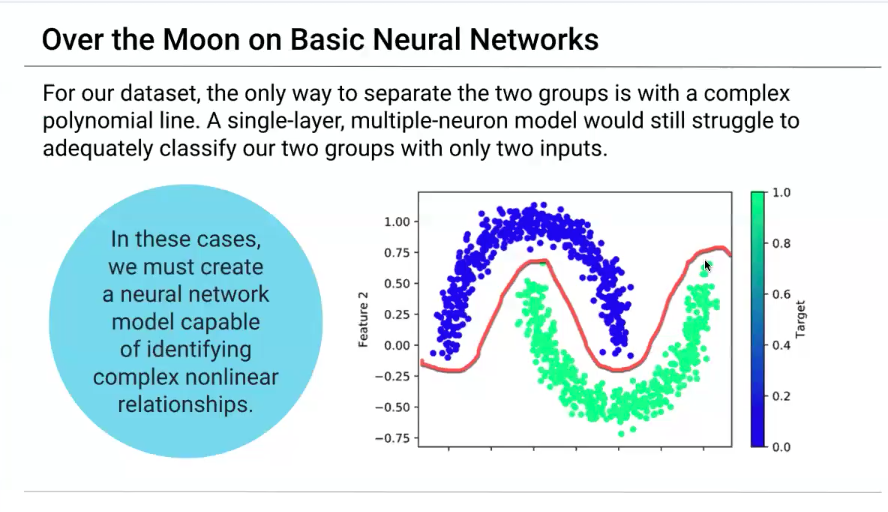 Over the Moon on Basic Neural Networks
For our dataset, the only way to separate the two groups is with a complex
polynomial line. A single-layer, multiple-neuron model would still struggle to
adequately classify our two groups with only two inputs.
In these cases,
we must create
a neural network
model capable
of identifying
complex nonlinear
relationships.
Feature 2
1.00
0.75
0.50
0.25
0.00
−0.25
−0.50
−0.75
1.0
0.8
0.6
0.4
0.2
0.0
Target